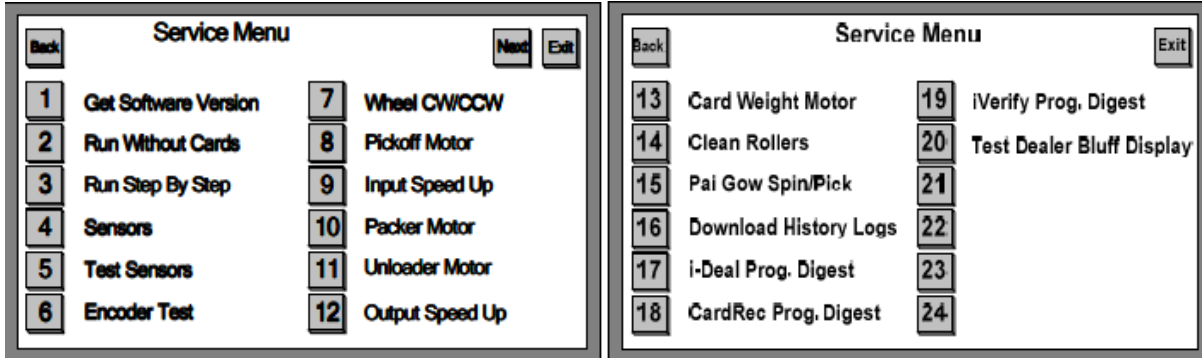 Service Menu
Back
Next
Exit
1 Get Software Version
2 Run Without Cards
3 Run Step By Step
4 Sensors
5 Test Sensors
6 Encoder Test
7 Wheel CW/CCW
8 Pickoff Motor
9 Input Speed Up
10 Packer Motor
11 Unloader Motor
12 Output Speed Up
Service Menu
Back
Exit
13 Card Weight Motor
14 Clean Rollers
15 Pai Gow Spin/Pick
16 Download History Logs
17 i-Deal Prog. Digest
18 CardRec Prog. Digest
19 iVerify Prog. Digest
20 Test Dealer Bluff Display
21
22
23
24